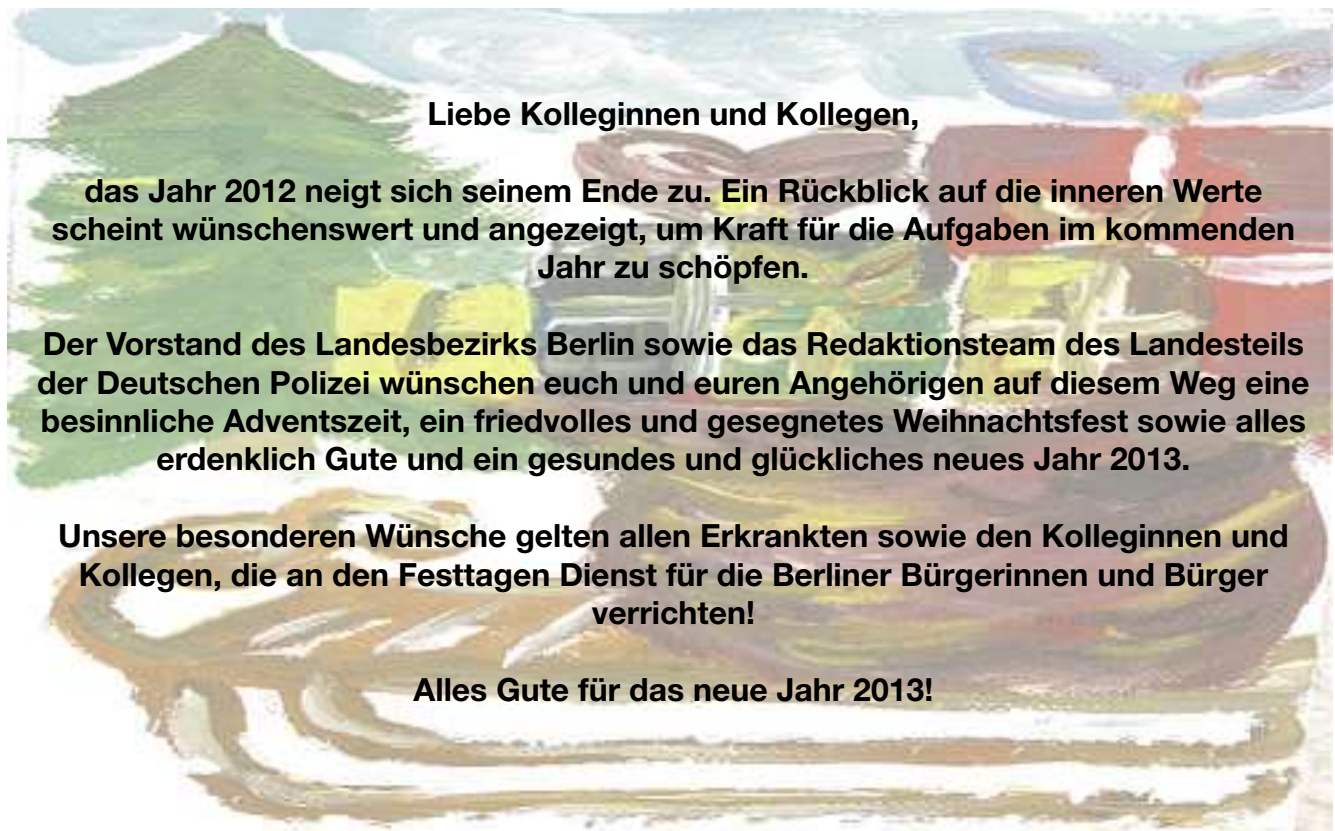 Liebe Kolleginnen und Kollegen,
das Jahr 2012 neigt sich seinem Ende zu. Ein Rückblick auf die inneren Werte
scheint wünschenswert und angezeigt, um Kraft für die Aufgaben im kommenden
Jahr zu schöpfen.
Der Vorstand des Landesbezirks Berlin sowie das Redaktionsteam des Landesteils
der Deutschen Polizei wünschen euch und euren Angehörigen auf diesem Weg eine
besinnliche Adventszeit, ein friedvolles und gesegnetes Weihnachtsfest sowie alles
erdenklich Gute und ein gesundes und glückliches neues Jahr 2013.
Unsere besonderen Wünsche gelten allen Erkrankten sowie den Kolleginnen und
Kollegen, die an den Festtagen Dienst für die Berliner Bürgerinnen und Bürger
verrichten!
Alles Gute für das neue Jahr 2013!